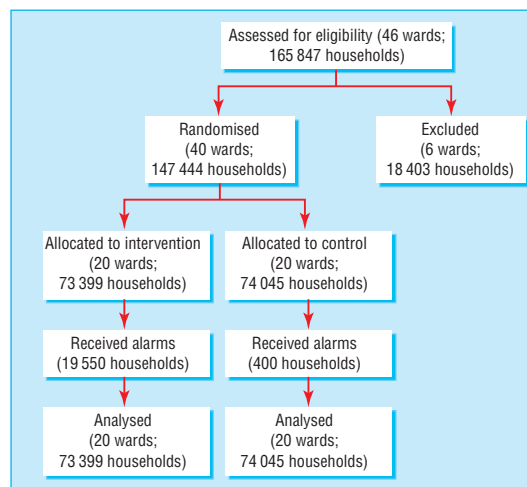 Assessed for eligibility (46 wards;
165 847 households)
Randomised
(40 wards;
147 444 households)
Excluded
(6 wards;
18 403 households)
Allocated to intervention
(20 wards;
73 399 households)
Allocated to control
(20 wards;
74 045 households)
Received alarms
(19 550 households)
Received alarms
(400 households)
Analysed
(20 wards;
73 399 households)
Analysed
(20 wards;
74 045 households)